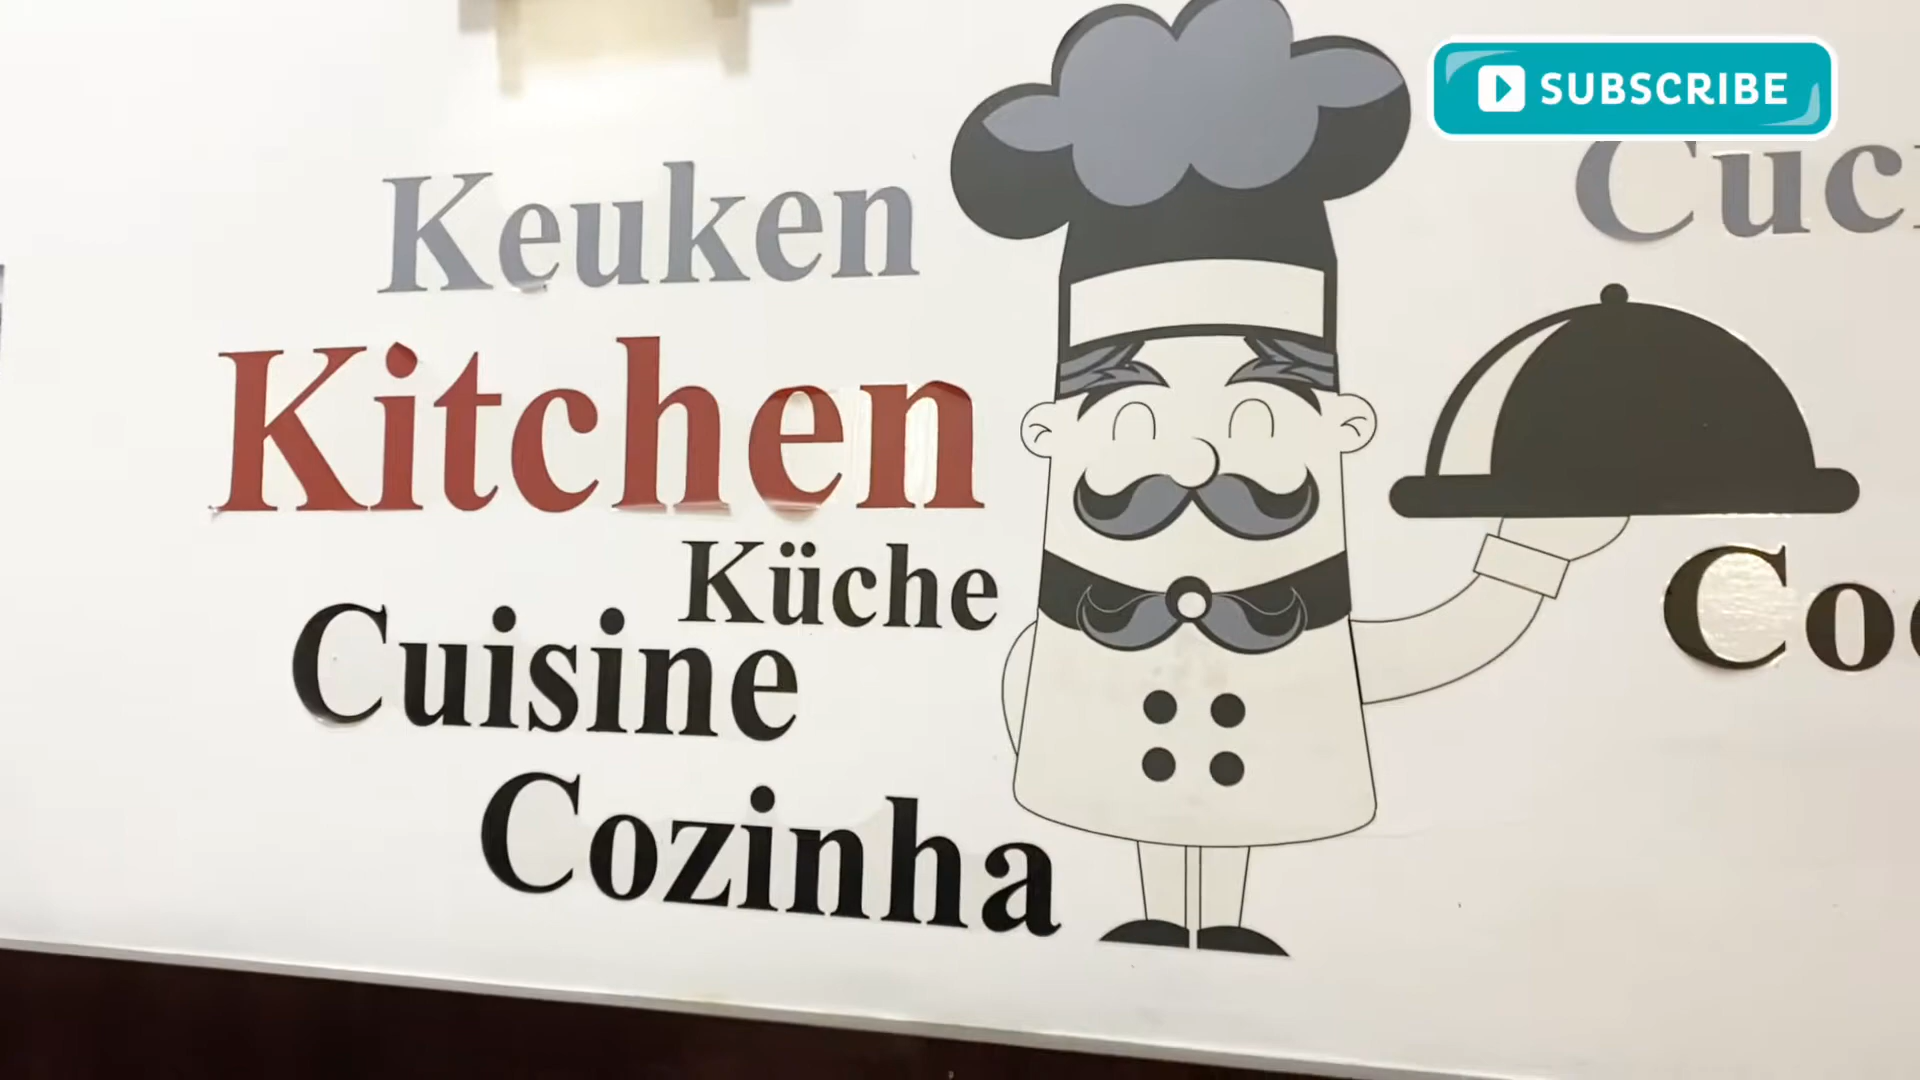 SUBSCRIBE
Keuken
Kitchen
Küche
Cuisine
Cozinha